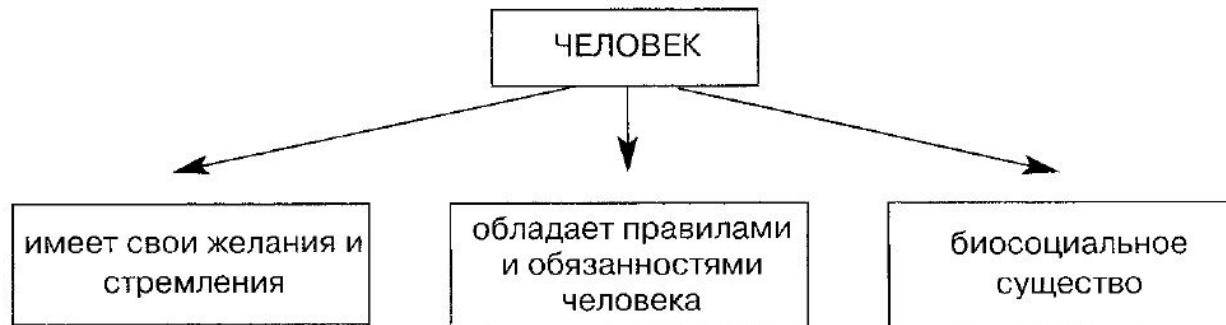 ЧЕЛОВЕК
имеет свои желания и
стремления
обладает правилами
и обязанностями
человека
биосоциальное
существо